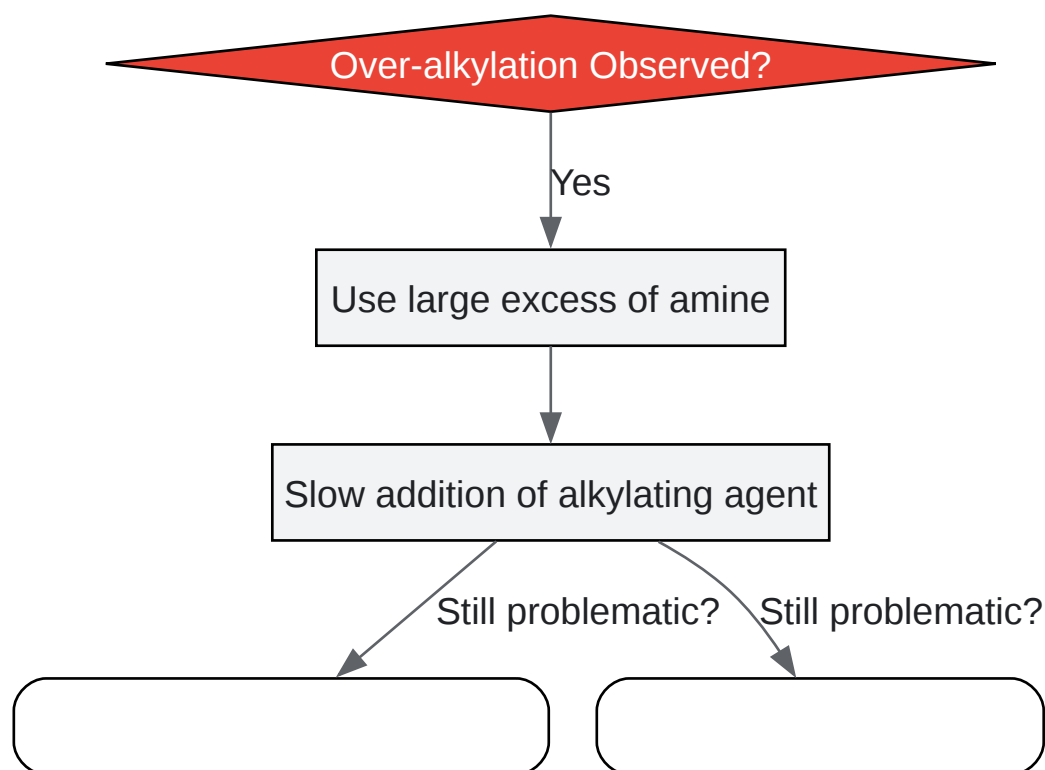 Over-alkylation Observed?
Yes
Use large excess of amine
Slow addition of alkylating agent
Still problematic?
Still problematic?